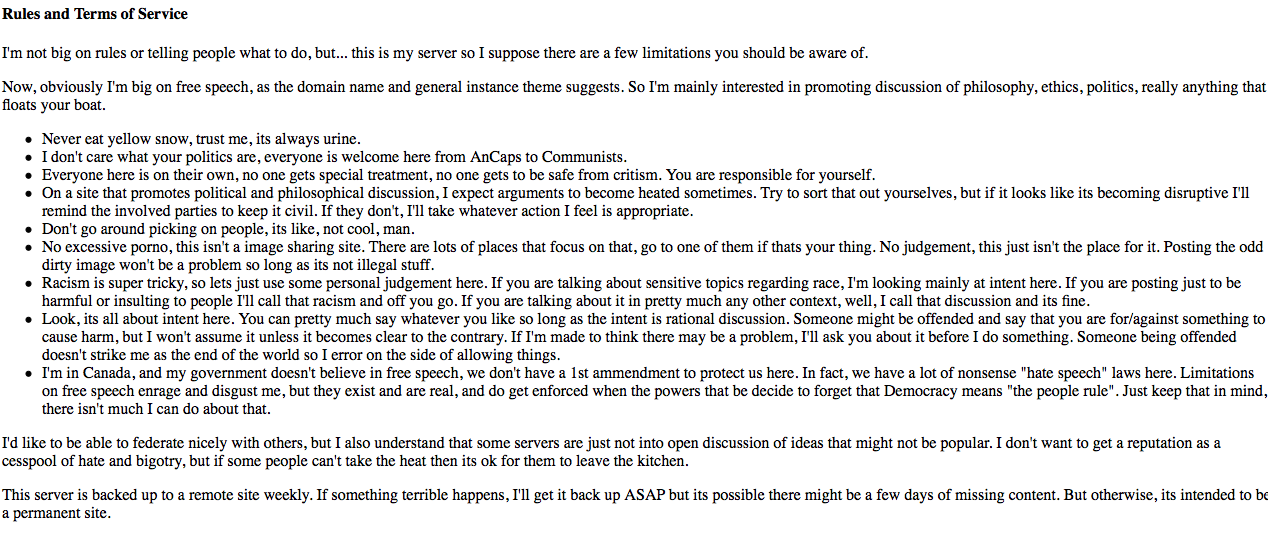 Rules and Terms of Service
I'm not big on rules or telling people what to do, but... this is my server so I suppose there are a few limitations you should be aware of.
Now, obviously I'm big on free speech, as the domain name and general instance theme suggests. So I'm mainly interested in promoting discussion of philosophy, ethics, politics, really anything that
floats your boat.
• Never eat yellow snow, trust me, its always urine.
• I don't care what your politics are, everyone is welcome here from AnCaps to Communists.
• Everyone here is on their own, no one gets special treatment, no one gets to be safe from critism. You are responsible for yourself.
• On a site that promotes political and philosophical discussion, I expect arguments to become heated sometimes. Try to sort that out yourselves, but if it looks like its becoming disruptive I'll
remind the involved parties to keep it civil. If they don't, I'll take whatever action I feel is appropriate.
• Don't go around picking on people, its like, not cool, man.
• No excessive porno, this isn't a image sharing site. There are lots of places that focus on that, go to one of them if thats your thing. No judgement, this just isn't the place for it. Posting the odd
dirty image won't be a problem so long as its not illegal stuff.
• Racism is super tricky, so lets just use some personal judgement here. If you are talking about sensitive topics regarding race, I'm looking mainly at intent here. If you are posting just to be
harmful or insulting to people I'll call that racism and off you go. If you are talking about it in pretty much any other context, well, I call that discussion and its fine.
• Look, its all about intent here. You can pretty much say whatever you like so long as the intent is rational discussion. Someone might be offended and say that you are for/against something to
cause harm, but I won't assume it unless it becomes clear to the contrary. If I'm made to think there may be a problem, I'll ask you about it before I do something. Someone being offended
doesn't strike me as the end of the world so I error on the side of allowing things.
• I'm in Canada, and my government doesn't believe in free speech, we don't have a 1st ammendment to protect us here. In fact, we have a lot of nonsense "hate speech" laws here. Limitations
on free speech enrage and disgust me, but they exist and are real, and do get enforced when the powers that be decide to forget that Democracy means "the people rule". Just keep that in mind,
there isn't much I can do about that.
I'd like to be able to federate nicely with others, but I also understand that some servers are just not into open discussion of ideas that might not be popular. I don't want to get a reputation as a
cesspool of hate and bigotry, but if some people can't take the heat then its ok for them to leave the kitchen.
This server is backed up to a remote site weekly. If something terrible happens, I'll get it back up ASAP but its possible there might be a few days of missing content. But otherwise, its intended to be
a permanent site.